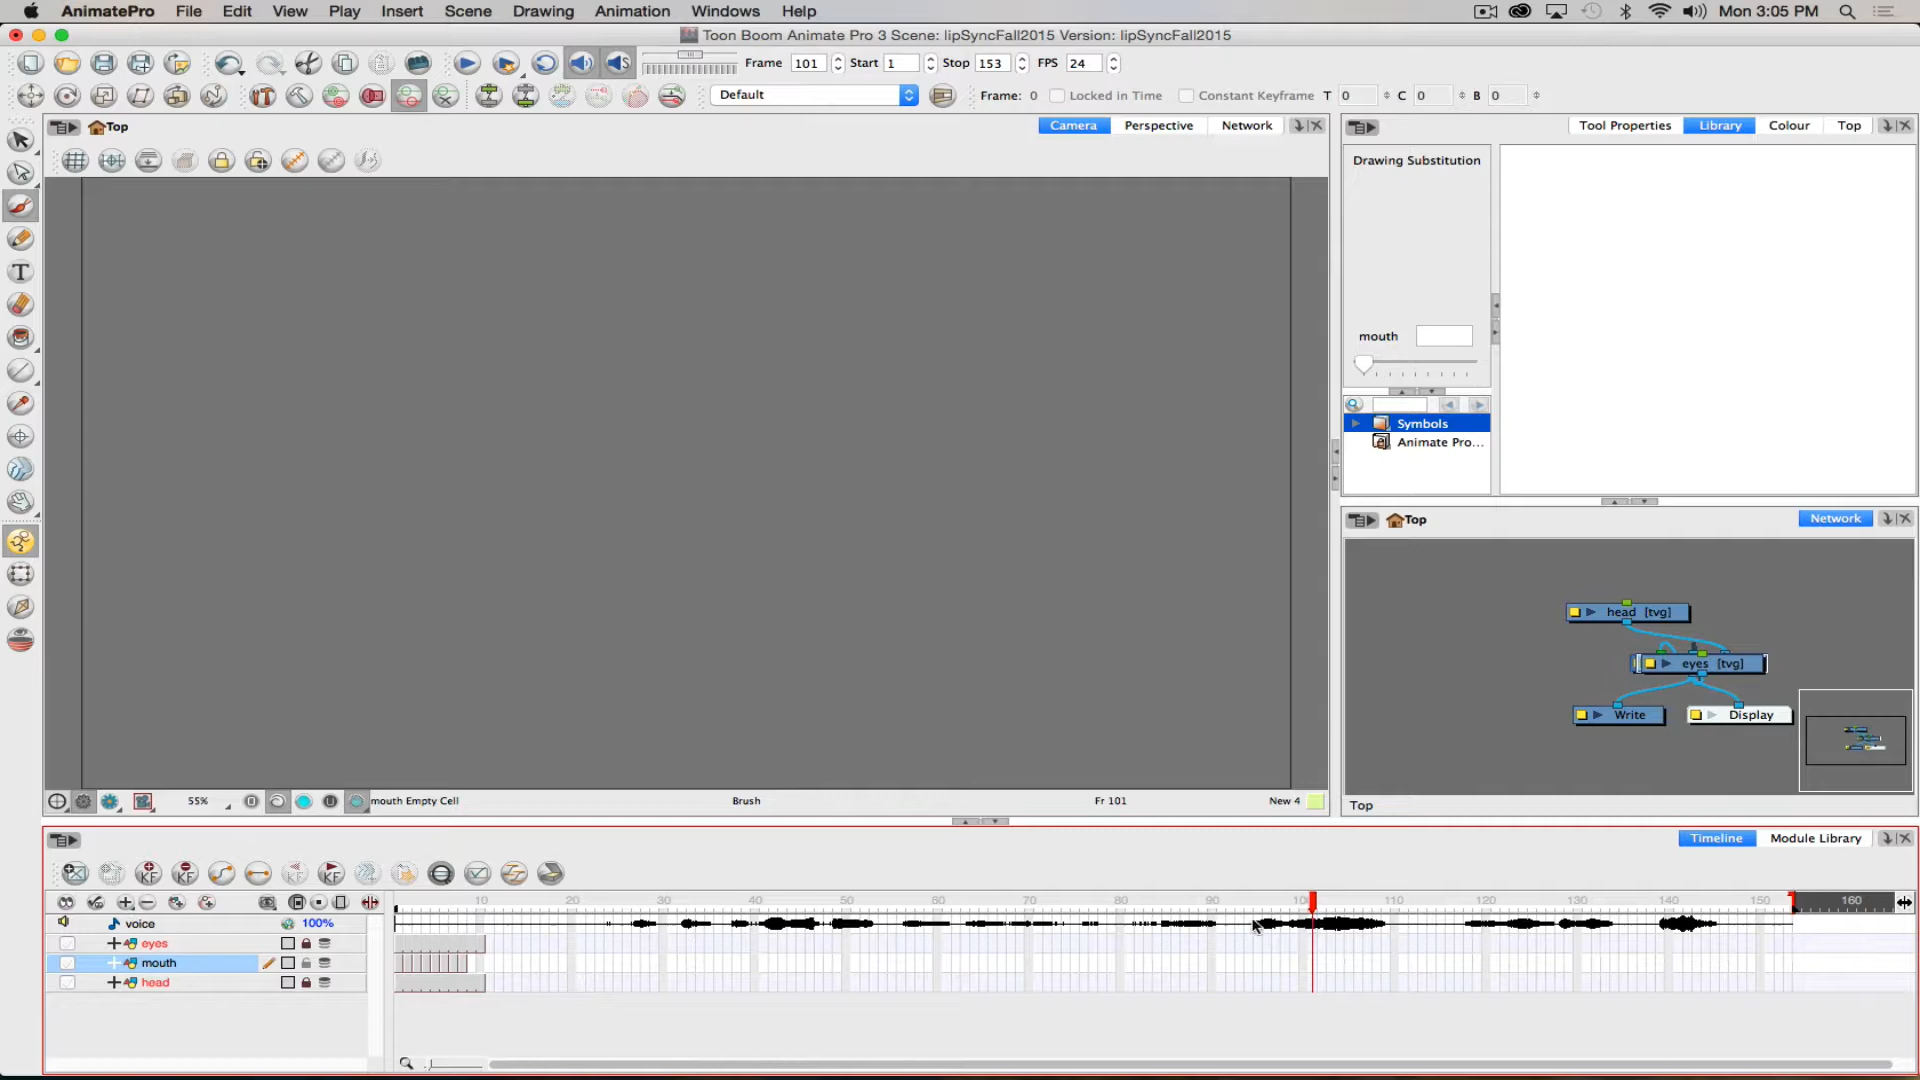 AnimatePro File Edit View Play Insert Scene Drawing Animation Windows Help Mon 3:05 PM
Toon Boom Animate Pro 3 Scene: lipSyncFall2015 Version: lipSyncFall2015
Frame 101 Start 1 Stop 153 FPS 24
Default Frame: 0 Locked in Time Constant Keyframe T 0 C 0 B 0
Top Camera Perspective Network Tool Properties Library Colour Top
Drawing Substitution
mouth
Symbols
Animate Pro...
Top Network
head [tvg]
eyes [tvg]
Write Display
55% mouth Empty Cell Brush Fr 101 New 4
Top
Timeline Module Library
KF KF KF KF
10 20 30 40 50 60 70 80 90 110 120 130 140 150 160
voice 100%
eyes
mouth
head